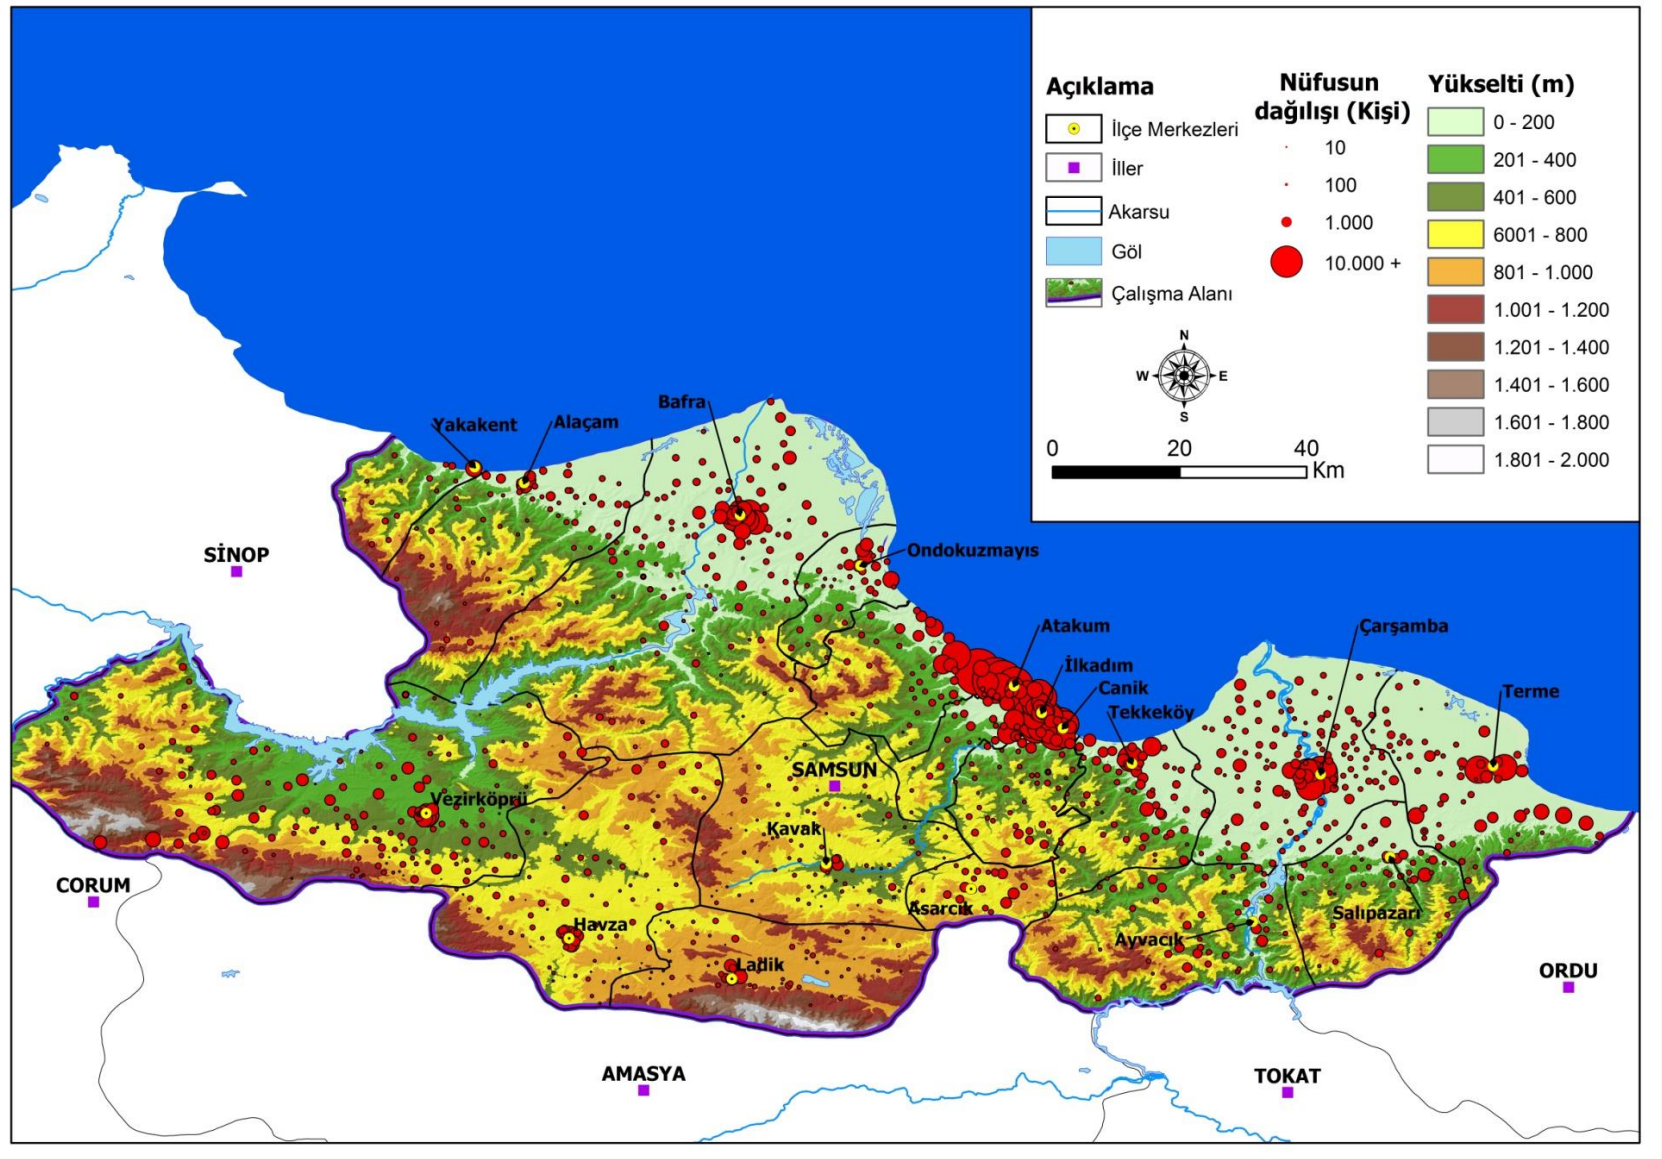 Açıklama
İlçe Merkezleri
İller
Akarsu
Göl
Çalışma Alanı
Nüfusun
dağılışı (Kişi)
10
100
1.000
10.000 +
Yükselti (m)
0 - 200
201 - 400
401 - 600
6001 - 800
801 - 1.000
1.001 - 1.200
1.201 - 1.400
1.401 - 1.600
1.601 - 1.800
1.801 - 2.000
N
W
E
S
0
20
40
Km
Bafra
Yakakent
Alaçam
Ondokuzmayıs
SİNOP
Atakum
Çarşamba
İlkadım
Canik
Terme
Tekkeköy
SAMSUN
Vezirköprü
Kavak
CORUM
Asarcık
Salıpazarı
Havza
Ayvacık
Ladik
ORDU
AMASYA
TOKAT